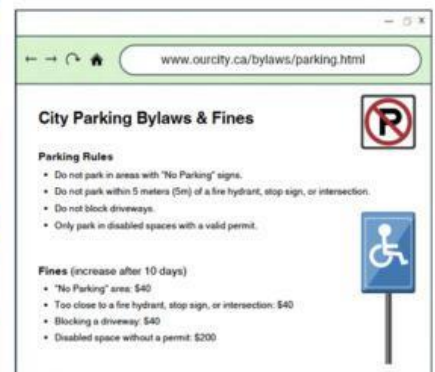 www.ourcity.ca/bylaws/parking.html
City Parking Bylaws & Fines
P
Parking Rules
• Do not park in areas with "No Parking" signs.
• Do not park within 5 meters (5m) of a fire hydrant, stop sign, or intersection.
• Do not block driveways.
• Only park in disabled spaces with a valid permit.
Fines (increase after 10 days)
• "No Parking" area: $40
• Too close to a fire hydrant, stop sign, or intersection: $40
• Blocking a driveway: $40
• Disabled space without a permit: $200